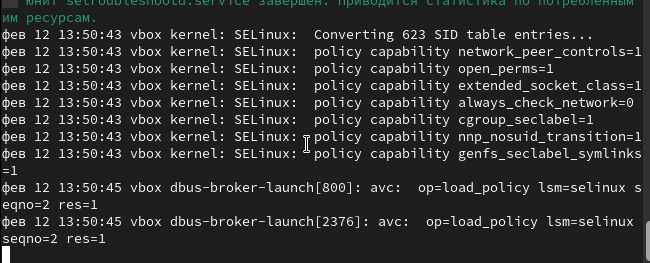 юнит setroubleshootd.service завершен. Приводится статистика по потребленн
им ресурсам.
фев 12 13:50:43 vbox kernel: SELinux:  Converting 623 SID table entries...
фев 12 13:50:43 vbox kernel: SELinux:  policy capability network_peer_controls=1
фев 12 13:50:43 vbox kernel: SELinux:  policy capability open_perms=1
фев 12 13:50:43 vbox kernel: SELinux:  policy capability extended_socket_class=1
фев 12 13:50:43 vbox kernel: SELinux:  policy capability always_check_network=0
фев 12 13:50:43 vbox kernel: SELinux:  policy capability cgroup_seclabel=1
фев 12 13:50:43 vbox kernel: SELinux:  policy capability nnp_nosuid_transition=1
фев 12 13:50:43 vbox kernel: SELinux:  policy capability genfs_seclabel_symlinks
=1
фев 12 13:50:45 vbox dbus-broker-launch[800]: avc:  op=load_policy lsm=selinux s
eqno=2 res=1
фев 12 13:50:45 vbox dbus-broker-launch[2376]: avc:  op=load_policy lsm=selinux
seqno=2 res=1